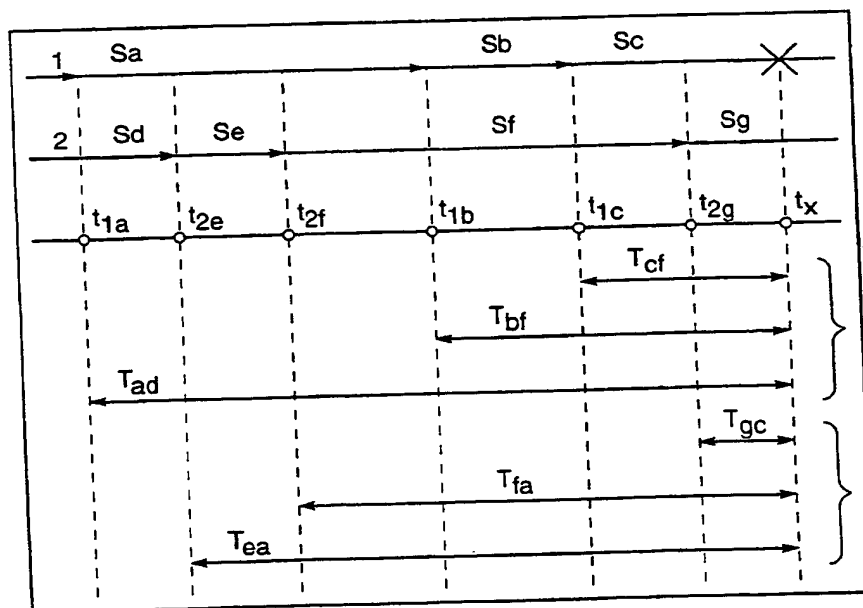 1 Sa Sb Sc
2 Sd Se Sf Sg
t1a t2e t2f t1b t1c t2g tx
Tcf
Tbf
Tad
Tgc
Tfa
Tea